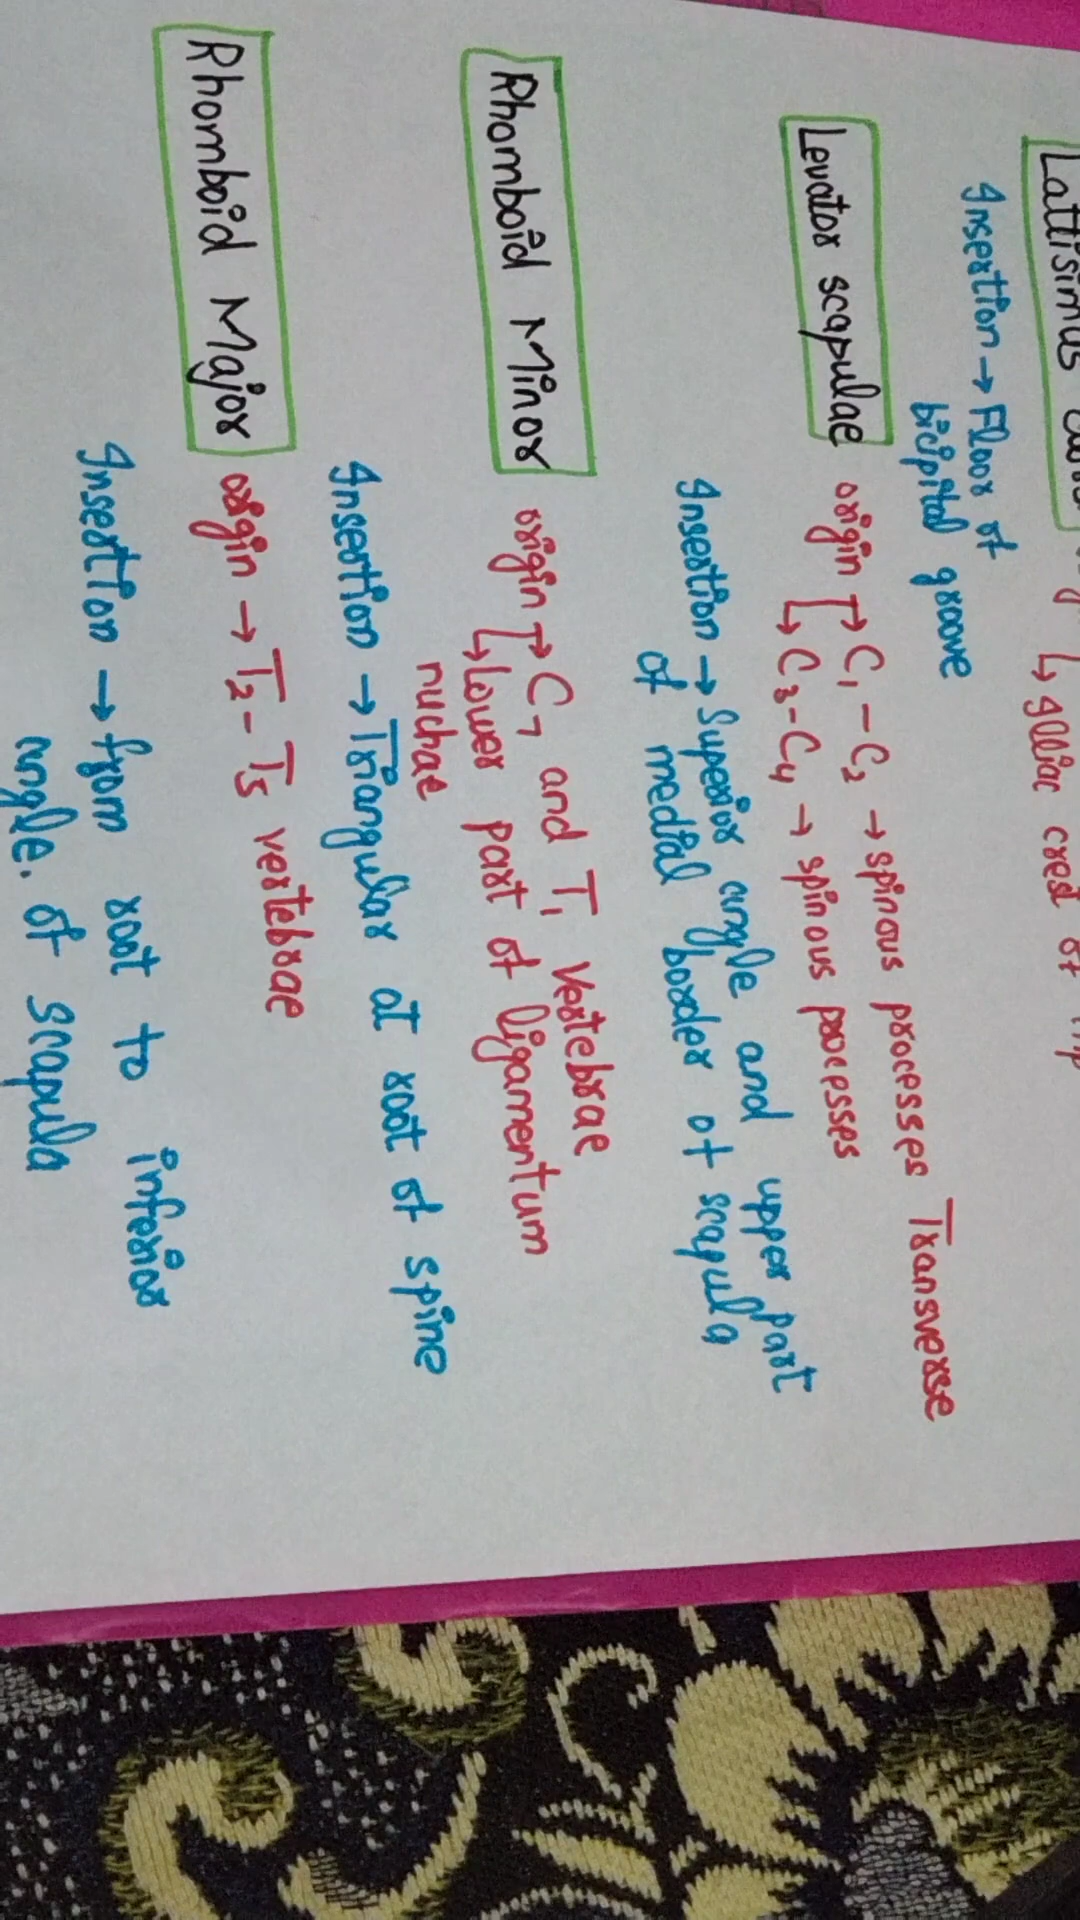 Lattisimus
↳ illiac crest of
Insertion → Floor of
bicipital groove
Levator scapulae origin ↱ C1 - C2 → spinous processes Transverse
↳ C3-C4 → spinous processes
Insertion → Superior angle and upper part
of medial border of scapula
Rhomboid Minor origin ↱ C7 and T1 vertebrae
↳ Lower part of ligamentum
nuchae
Insertion → Triangular at root of spine
Rhomboid Major origin → T2 - T5 vertebrae
Insertion → from root to inferior
angle. of scapula